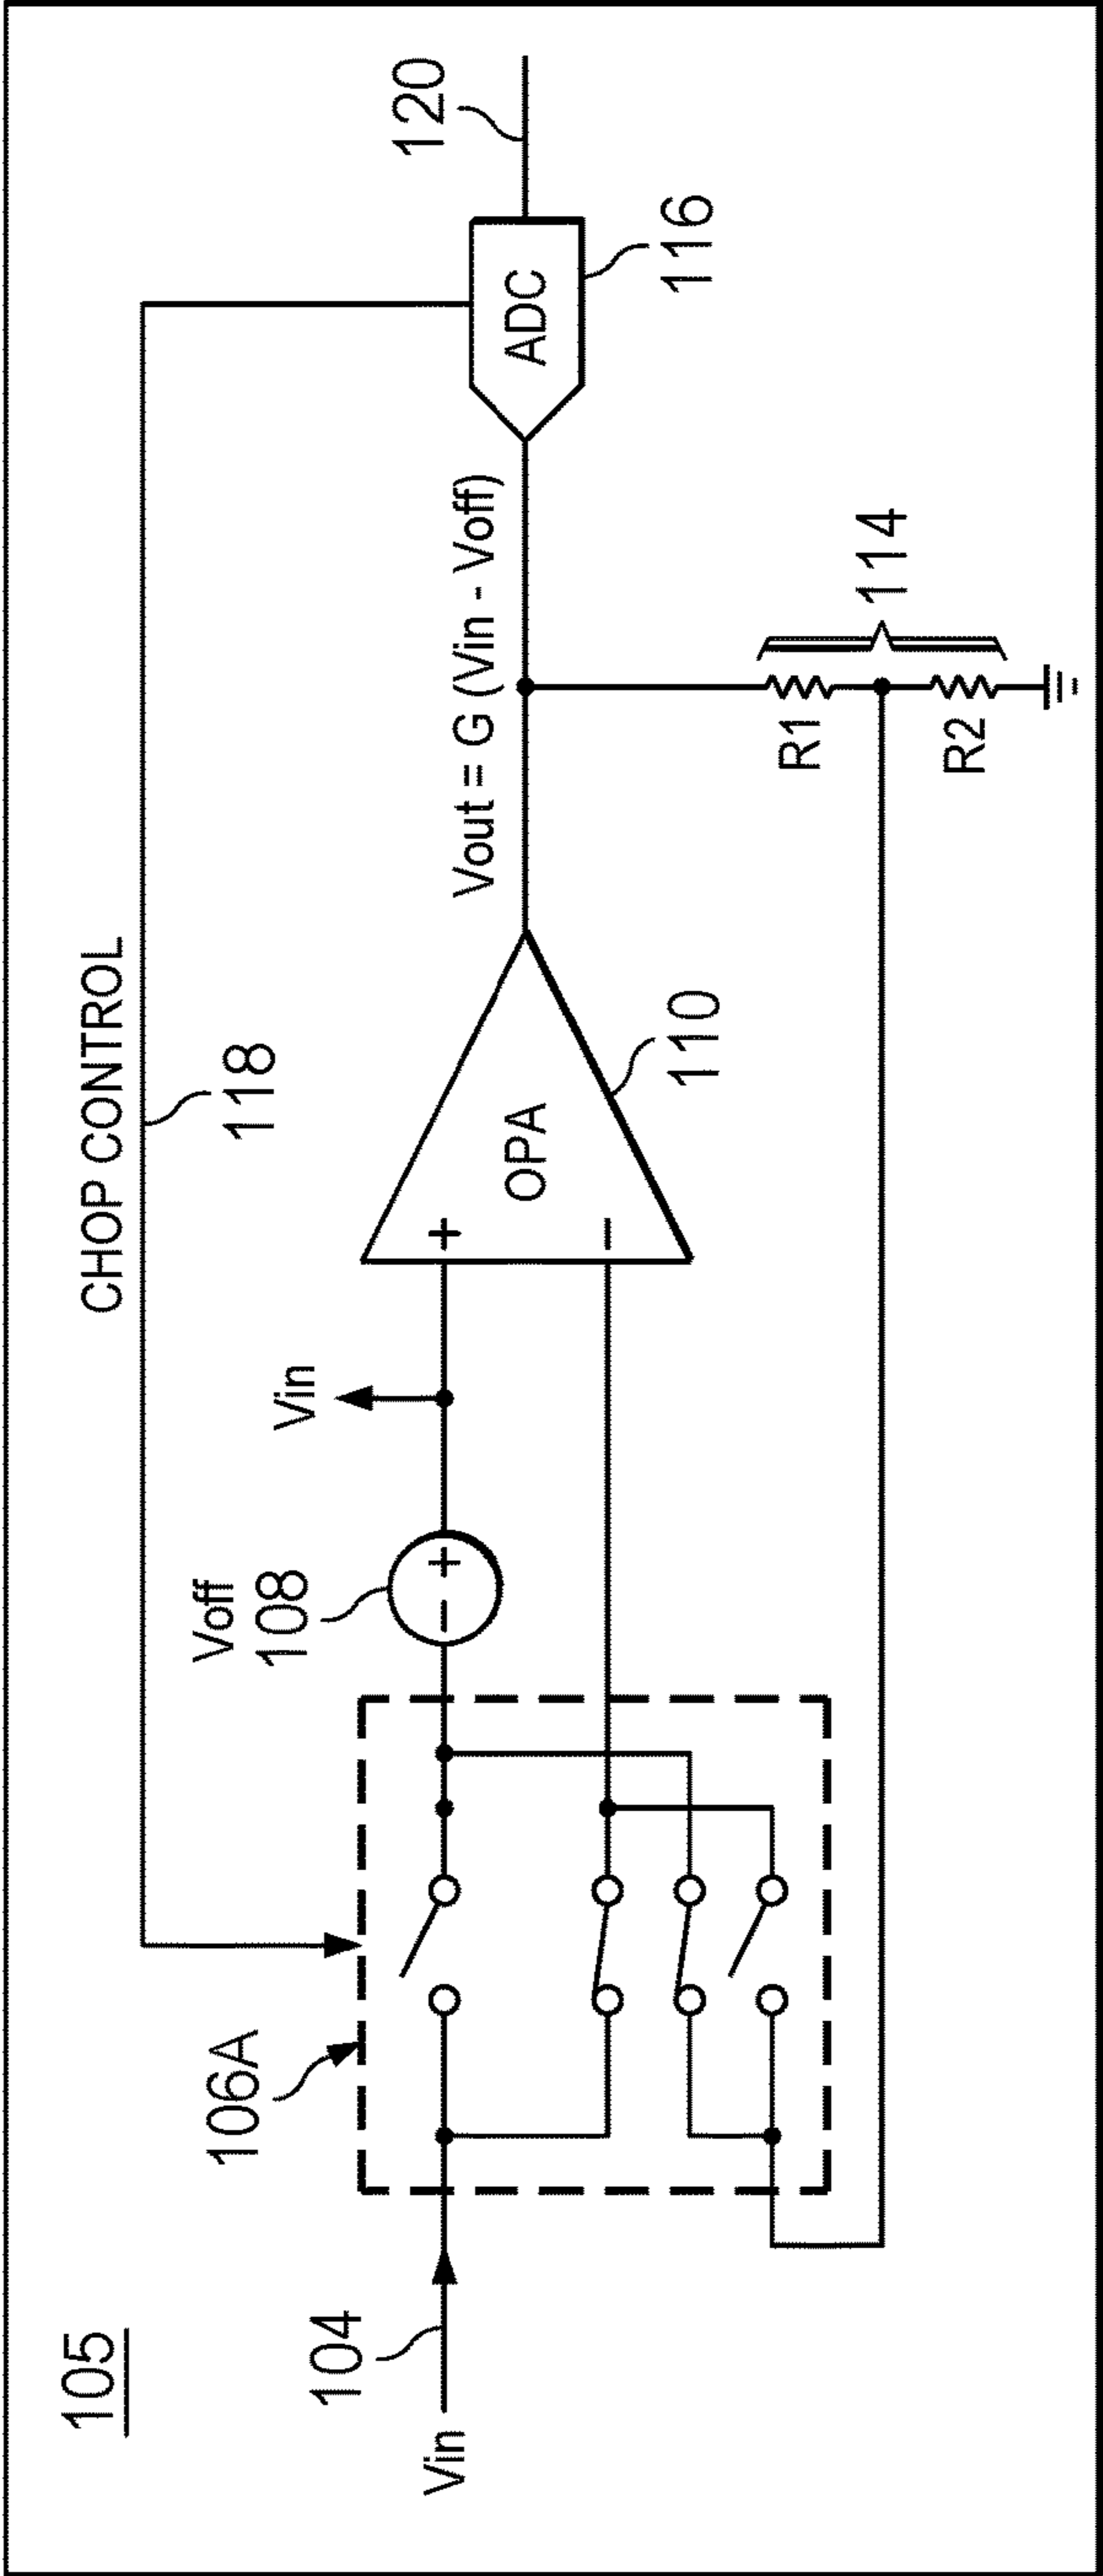 105
CHOP CONTROL
118
120
106A
Voff
108
Vin
104
Vin
+
-
+
-
OPA
110
Vout = G (Vin - Voff)
ADC
116
R1
R2
114